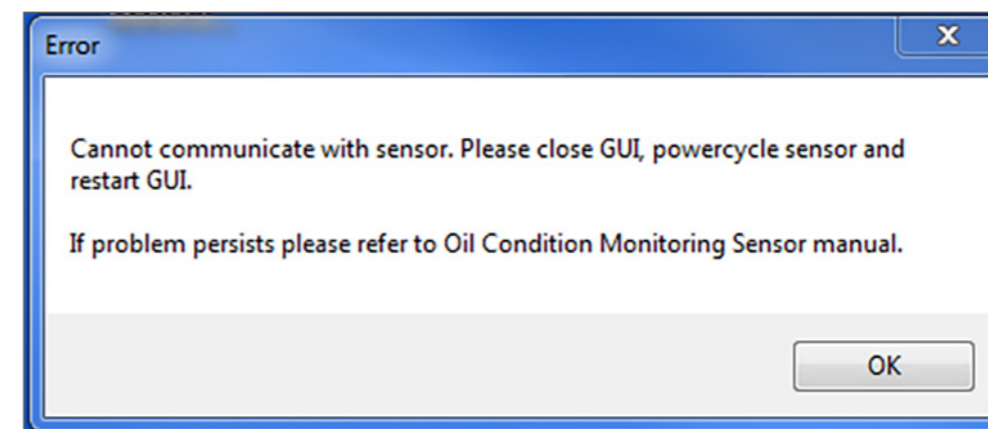 Error
Cannot communicate with sensor. Please close GUI, powercycle sensor and
restart GUI.
If problem persists please refer to Oil Condition Monitoring Sensor manual.
OK